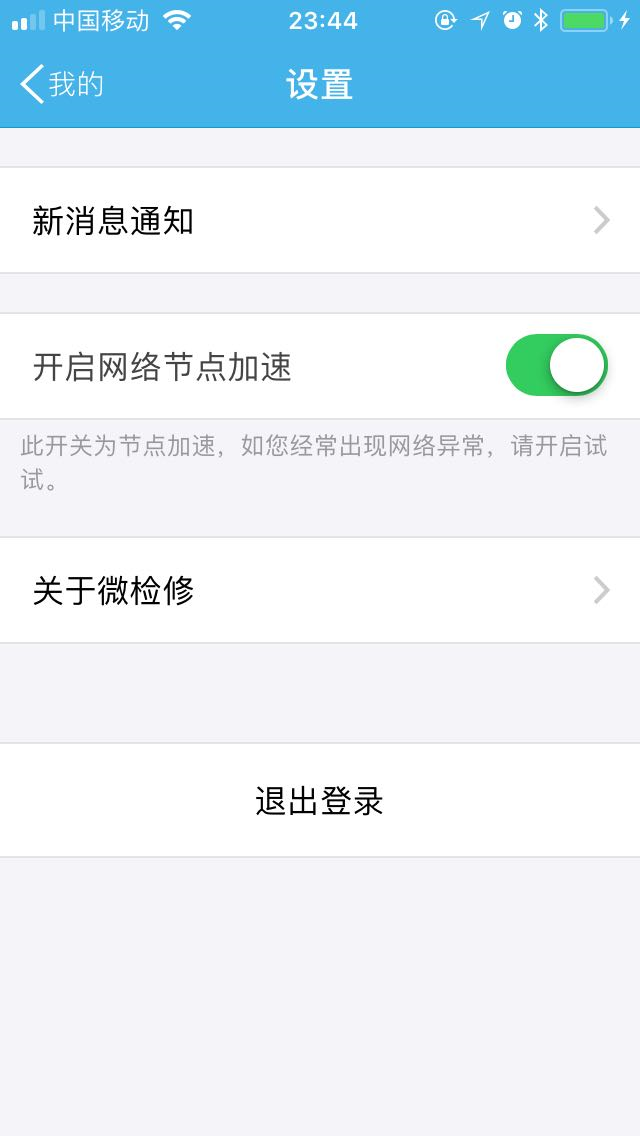 中国移动
23:44
我的
设置
新消息通知
开启网络节点加速
此开关为节点加速，如您经常出现网络异常，请开启试
试。
关于微检修
退出登录